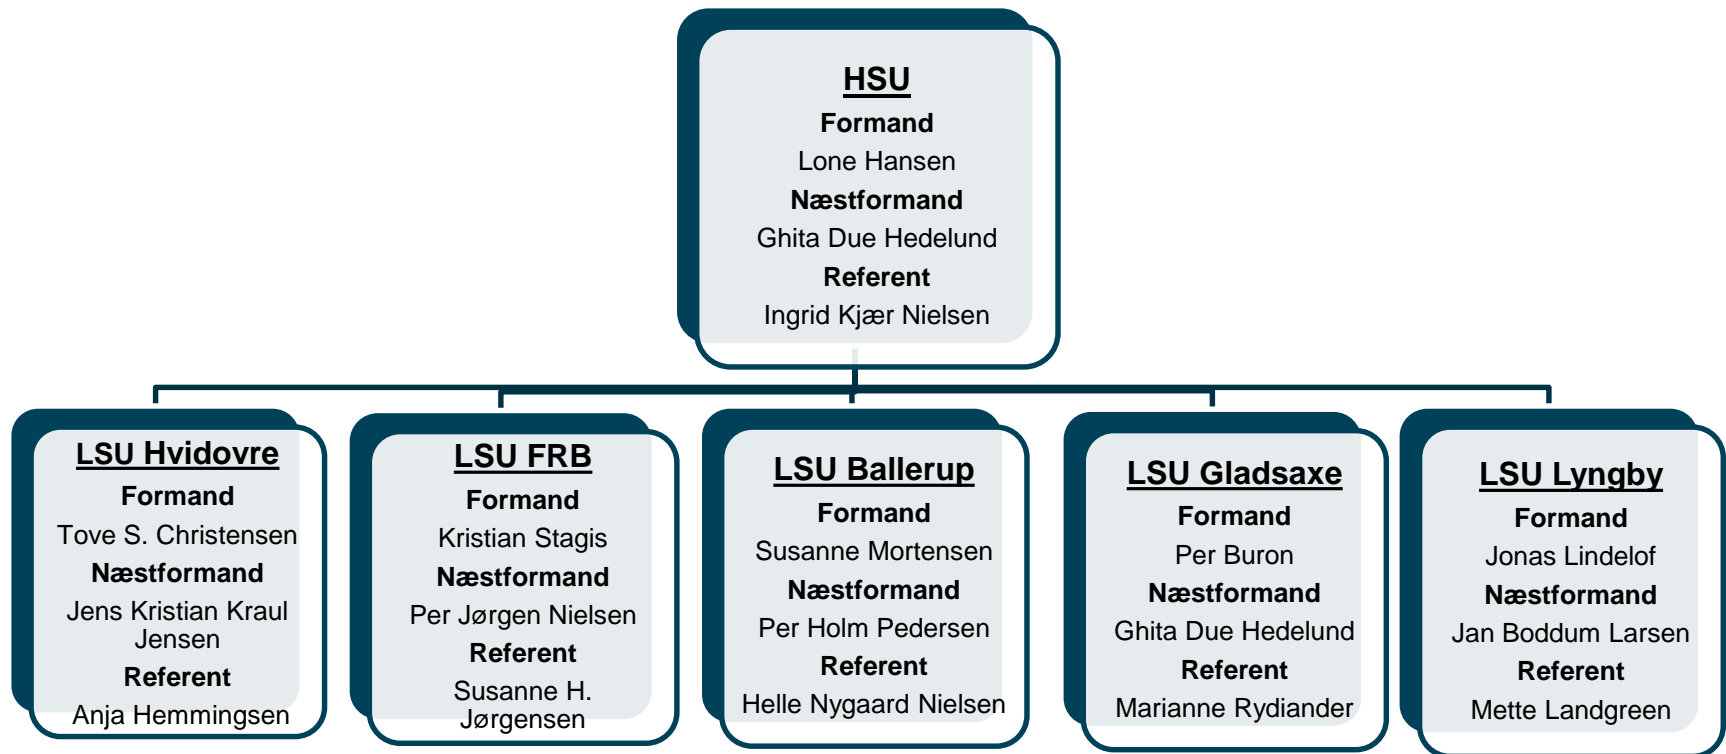 HSU
Formand
Lone Hansen
Næstformand
Ghita Due Hedelund
Referent
Ingrid Kjær Nielsen
LSU Hvidovre
Formand
Tove S. Christensen
Næstformand
Jens Kristian Kraul
Jensen
Referent
Anja Hemmingsen
LSU FRB
Formand
Kristian Stagis
Næstformand
Per Jørgen Nielsen
Referent
Susanne H.
Jørgensen
LSU Ballerup
Formand
Susanne Mortensen
Næstformand
Per Holm Pedersen
Referent
Helle Nygaard Nielsen
LSU Gladsaxe
Formand
Per Buron
Næstformand
Ghita Due Hedelund
Referent
Marianne Rydiander
LSU Lyngby
Formand
Jonas Lindelof
Næstformand
Jan Boddum Larsen
Referent
Mette Landgreen